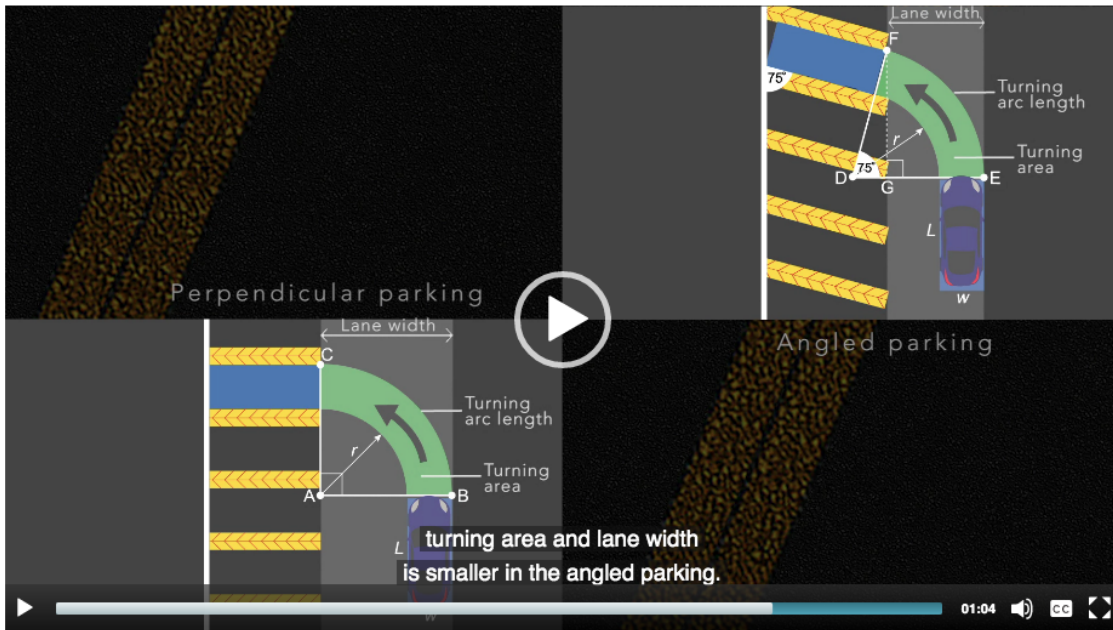 Lane width
F
75°
Turning
arc length
r
Turning
area
D
75°
G
E
L
w
Perpendicular parking
Lane width
Angled parking
C
Turning
arc length
r
Turning
area
A
B
L
turning area and lane width
is smaller in the angled parking.
01:04
CC
w